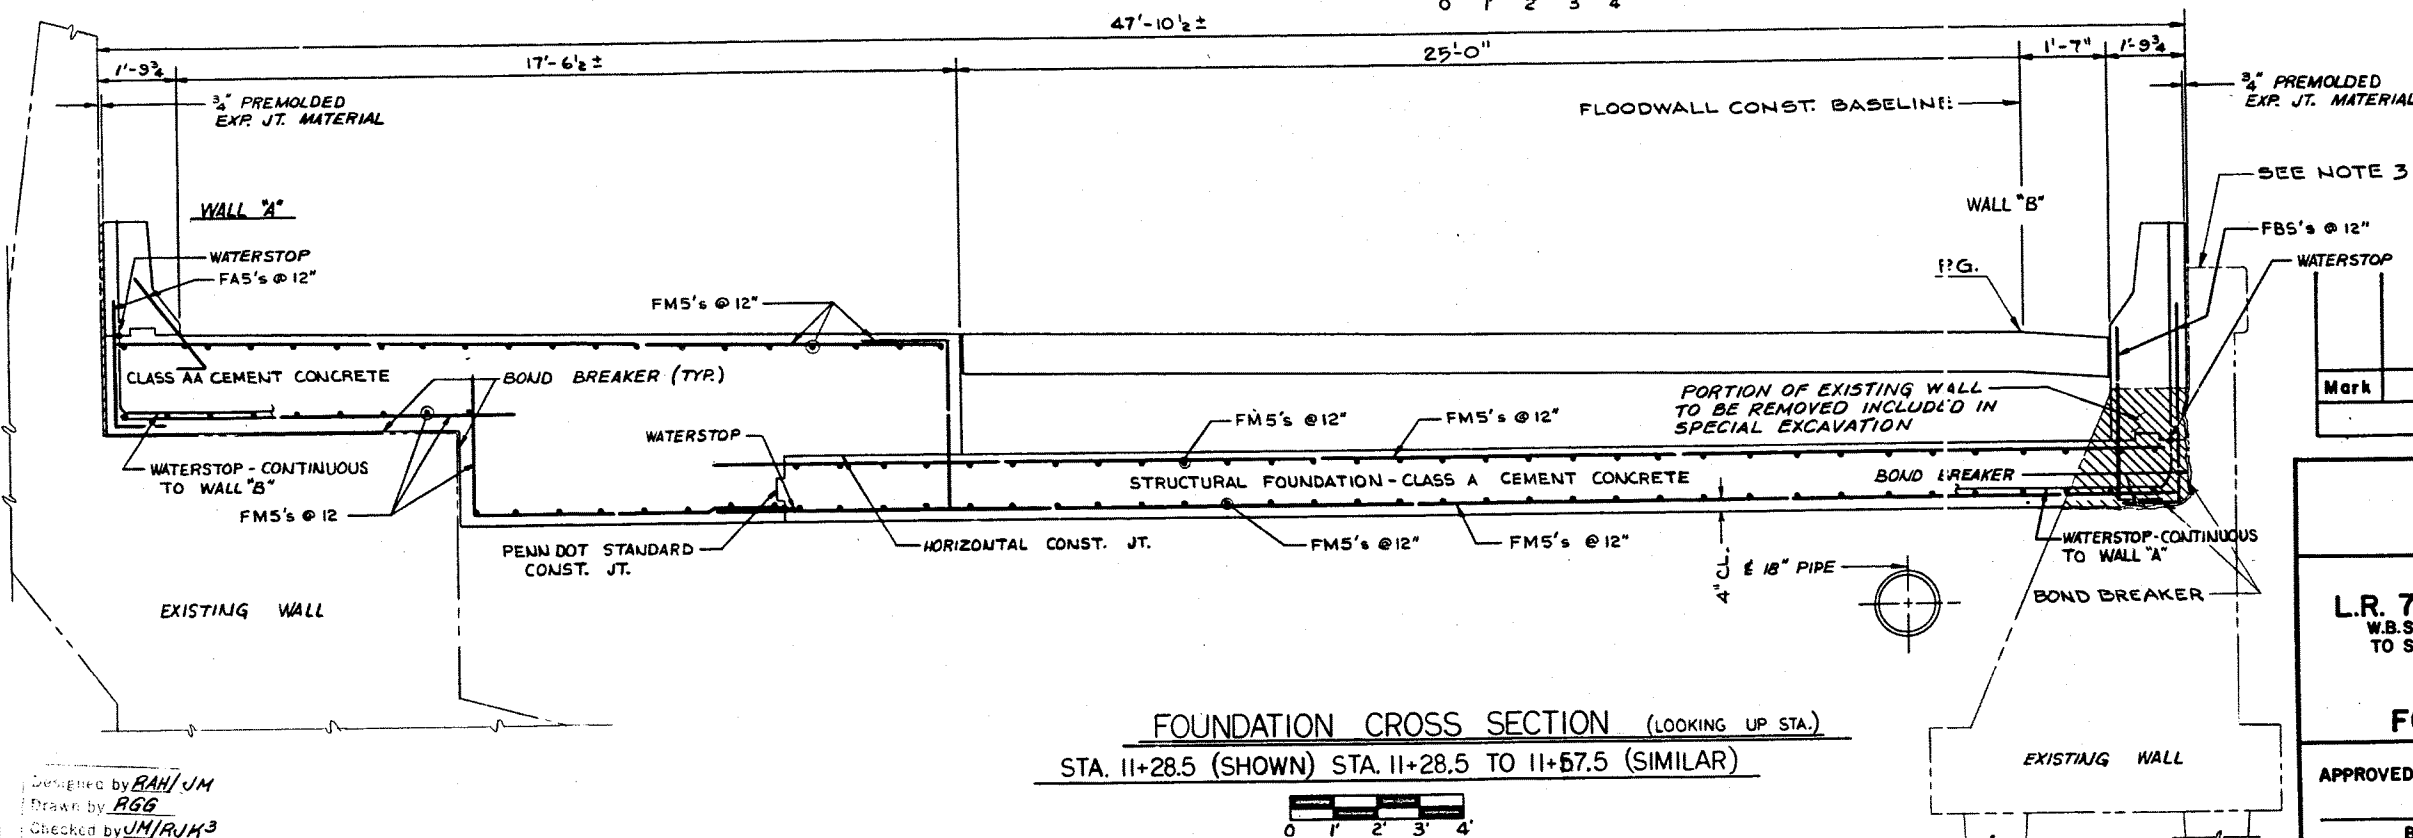 0 1 2 3 4
47'-10½±
1'-9¾
17'-6½±
25'-0"
1'-7"
1'-9¾
¾" PREMOLDED
EXP. JT. MATERIAL
FLOODWALL CONST. BASELINE
¾" PREMOLDED
EXP. JT. MATERIAL
SEE NOTE 3
WALL "A"
WALL "B"
WATERSTOP
FA5's @ 12"
FM5's @ 12"
P.G.
FB5's @ 12"
WATERSTOP
CLASS AA CEMENT CONCRETE
BOND BREAKER (TYP.)
PORTION OF EXISTING WALL
TO BE REMOVED INCLUDED IN
SPECIAL EXCAVATION
Mark
WATERSTOP
FM5's @12"
FM5's @ 12"
WATERSTOP - CONTINUOUS
TO WALL "B"
STRUCTURAL FOUNDATION - CLASS A CEMENT CONCRETE
BOND BREAKER
FM5's @ 12
PENN DOT STANDARD
CONST. JT.
HORIZONTAL CONST. JT.
FM5's @12"
FM5's @ 12"
4" CL.
℄ 18" PIPE
WATERSTOP-CONTINUOUS
TO WALL "A"
BOND BREAKER
EXISTING WALL
L.R. 7
W.B.S
TO S
FOUNDATION CROSS SECTION (LOOKING UP STA.)
STA. 11+28.5 (SHOWN) STA. 11+28.5 TO 11+57.5 (SIMILAR)
EXISTING WALL
APPROVED
Designed by RAH/JM
Drawn by RGG
Checked by JM/RJK3
0 1' 2' 3' 4'